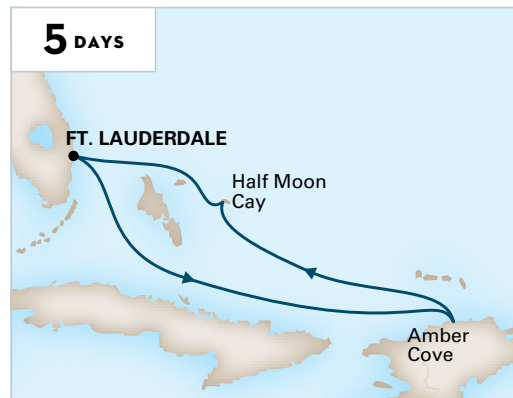 5 DAYS
FT. LAUDERDALE
Half Moon
Cay
Amber
Cove